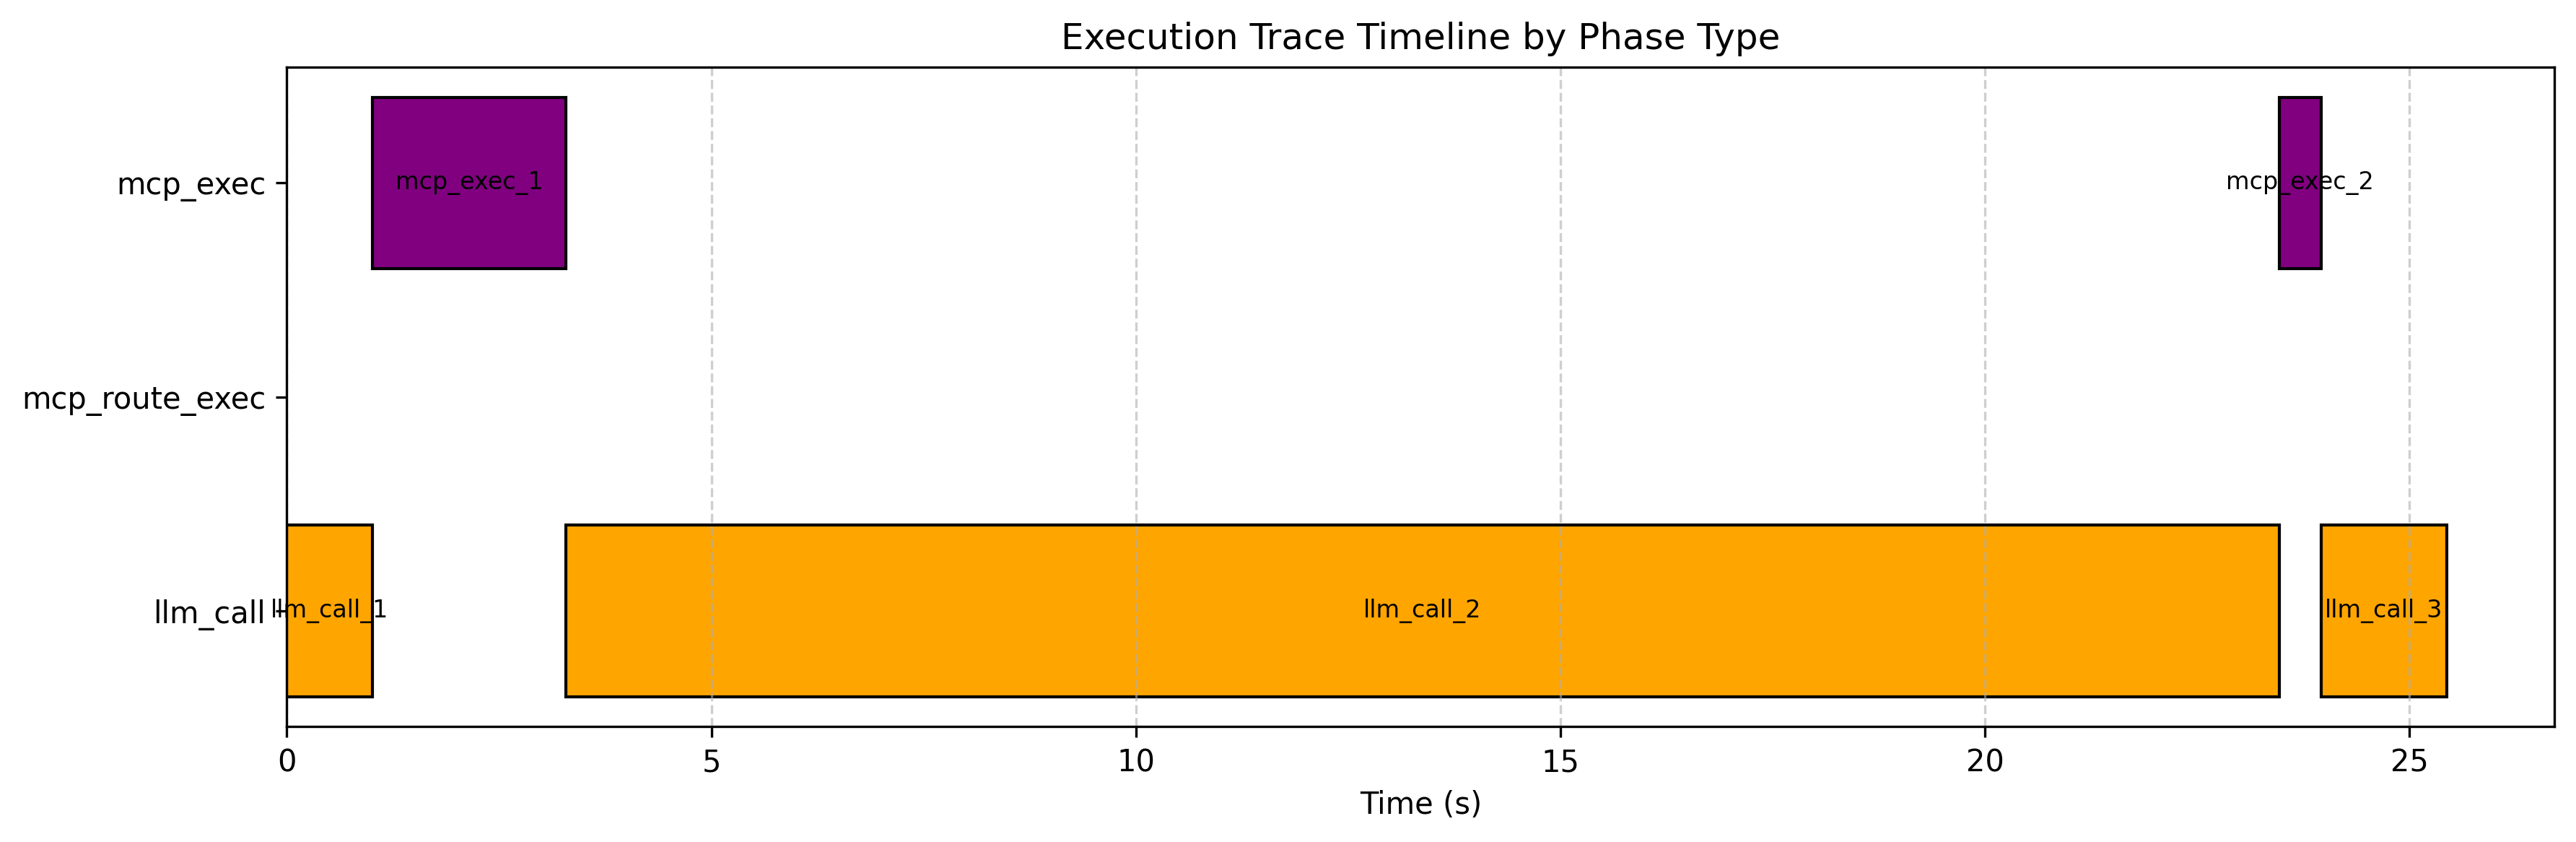 Execution Trace Timeline by Phase Type
mcp_exec
mcp_exec_1
mcp_exec_2
mcp_route_exec
llm_call
llm_call_1
llm_call_2
llm_call_3
0 5 10 15 20 25
Time (s)